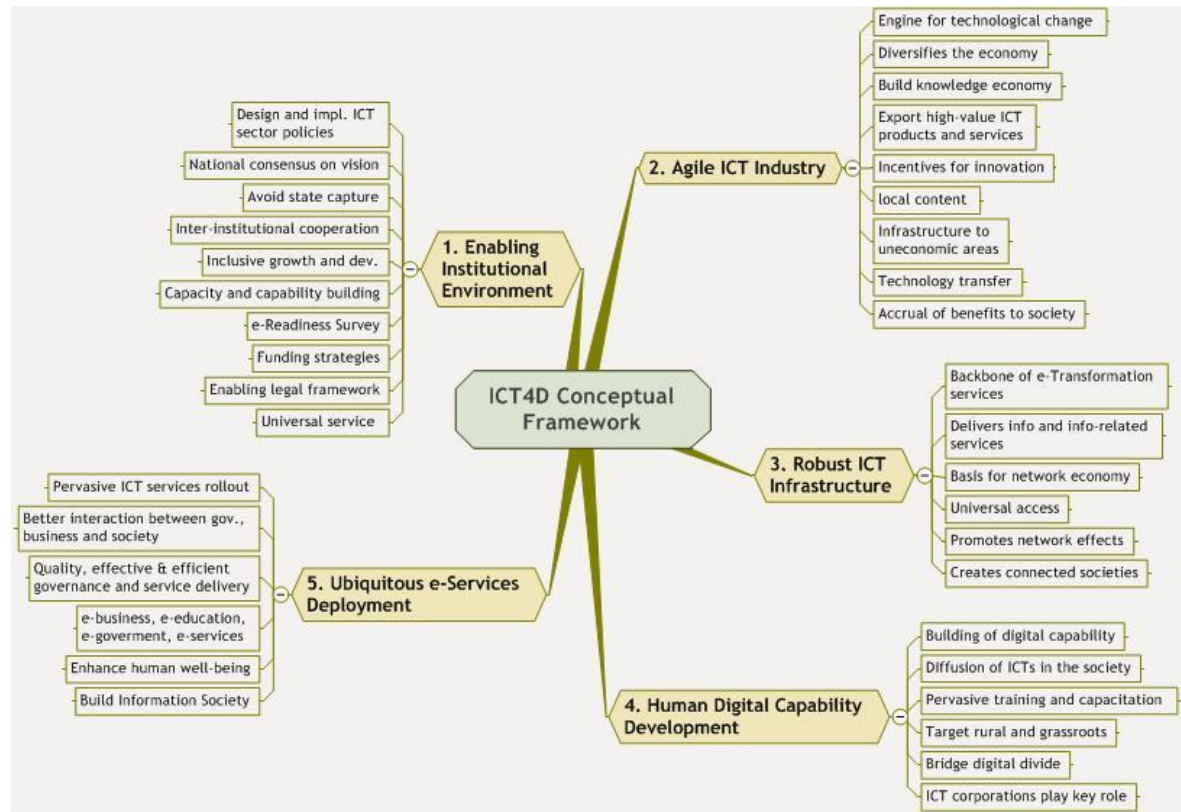 ICT4D Conceptual
Framework
1. Enabling
Institutional
Environment
Design and impl. ICT
sector policies
National consensus on vision
Avoid state capture
Inter-institutional cooperation
Inclusive growth and dev.
Capacity and capability building
e-Readiness Survey
Funding strategies
Enabling legal framework
Universal service
2. Agile ICT Industry
Engine for technological change
Diversifies the economy
Build knowledge economy
Export high-value ICT
products and services
Incentives for innovation
local content
Infrastructure to
uneconomic areas
Technology transfer
Accrual of benefits to society
3. Robust ICT
Infrastructure
Backbone of e-Transformation
services
Delivers info and info-related
services
Basis for network economy
Universal access
Promotes network effects
Creates connected societies
4. Human Digital Capability
Development
Building of digital capability
Diffusion of ICTs in the society
Pervasive training and capacitation
Target rural and grassroots
Bridge digital divide
ICT corporations play key role
5. Ubiquitous e-Services
Deployment
Pervasive ICT services rollout
Better interaction between gov.,
business and society
Quality, effective & efficient
governance and service delivery
e-business, e-education,
e-goverment, e-services
Enhance human well-being
Build Information Society